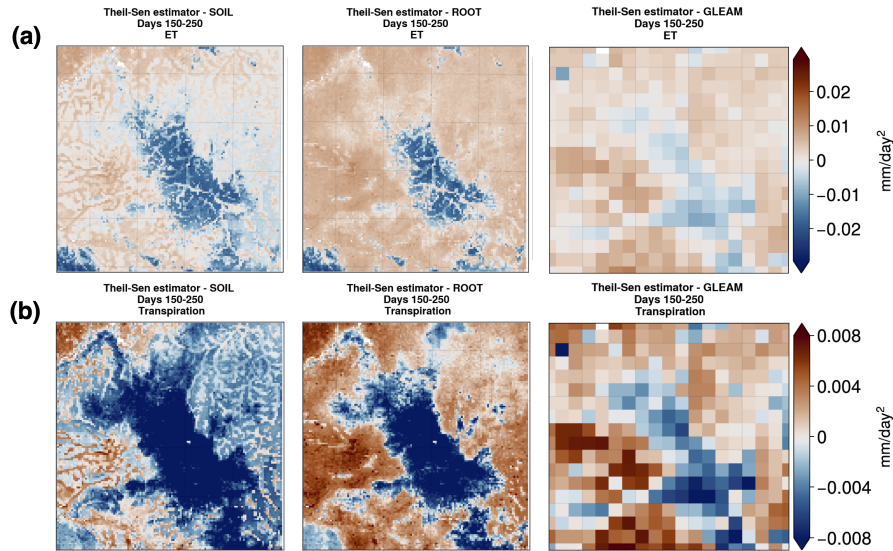 (a)
Theil-Sen estimator - SOIL
Days 150-250
ET
Theil-Sen estimator - ROOT
Days 150-250
ET
Theil-Sen estimator - GLEAM
Days 150-250
ET
0.02
0.01
0
−0.01
−0.02
mm/day²
(b)
Theil-Sen estimator - SOIL
Days 150-250
Transpiration
Theil-Sen estimator - ROOT
Days 150-250
Transpiration
Theil-Sen estimator - GLEAM
Days 150-250
Transpiration
0.008
0.004
0
−0.004
−0.008
mm/day²